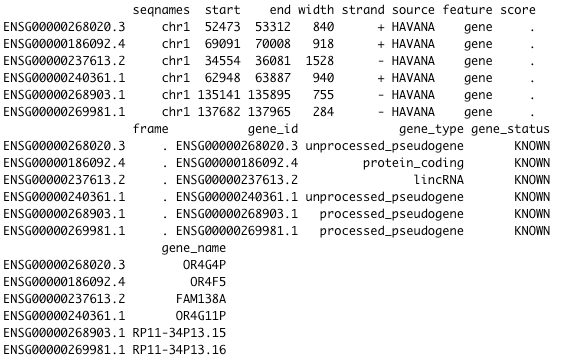 seqnames start end width strand source feature score
ENSG00000268020.3 chr1 52473 53312 840 + HAVANA gene .
ENSG00000186092.4 chr1 69091 70008 918 + HAVANA gene .
ENSG00000237613.2 chr1 34554 36081 1528 - HAVANA gene .
ENSG00000240361.1 chr1 62948 63887 940 + HAVANA gene .
ENSG00000268903.1 chr1 135141 135895 755 - HAVANA gene .
ENSG00000269981.1 chr1 137682 137965 284 - HAVANA gene .
frame gene_id gene_type gene_status
ENSG00000268020.3 . ENSG00000268020.3 unprocessed_pseudogene KNOWN
ENSG00000186092.4 . ENSG00000186092.4 protein_coding KNOWN
ENSG00000237613.2 . ENSG00000237613.2 lincRNA KNOWN
ENSG00000240361.1 . ENSG00000240361.1 unprocessed_pseudogene KNOWN
ENSG00000268903.1 . ENSG00000268903.1 processed_pseudogene KNOWN
ENSG00000269981.1 . ENSG00000269981.1 processed_pseudogene KNOWN
gene_name
ENSG00000268020.3 OR4G4P
ENSG00000186092.4 OR4F5
ENSG00000237613.2 FAM138A
ENSG00000240361.1 OR4G11P
ENSG00000268903.1 RP11-34P13.15
ENSG00000269981.1 RP11-34P13.16